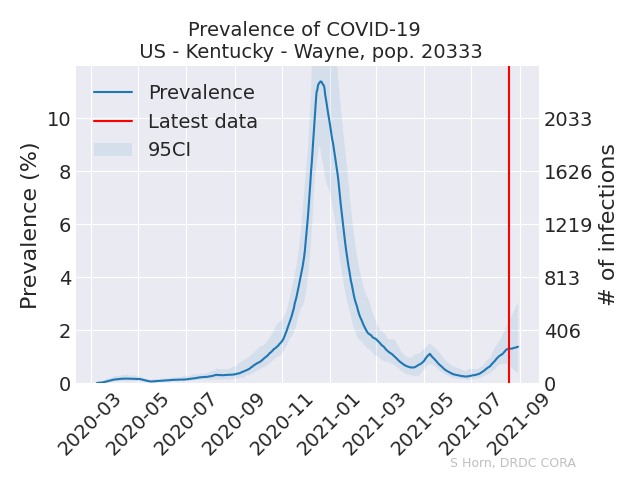 Prevalence of COVID-19
US - Kentucky - Wayne, pop. 20333
Prevalence
Latest data
95CI
Prevalence (%)
10
8
6
4
2
0
2033
1626
1219
813
406
0
# of infections
2020-03
2020-05
2020-07
2020-09
2020-11
2021-01
2021-03
2021-05
2021-07
2021-09
S Horn, DRDC CORA